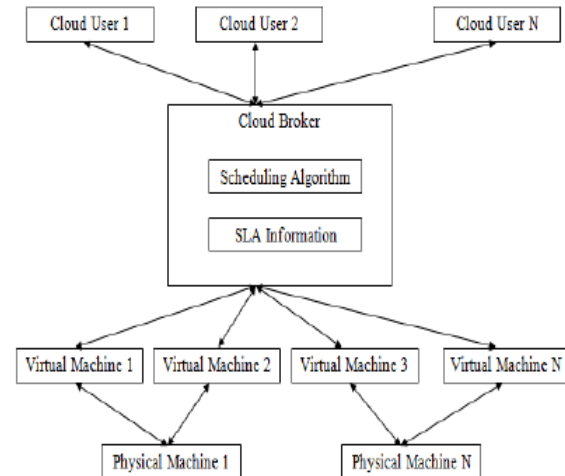 Cloud User 1
Cloud User 2
Cloud User N
Cloud Broker
Scheduling Algorithm
SLA Information
Virtual Machine 1
Virtual Machine 2
Virtual Machine 3
Virtual Machine N
Physical Machine 1
Physical Machine N